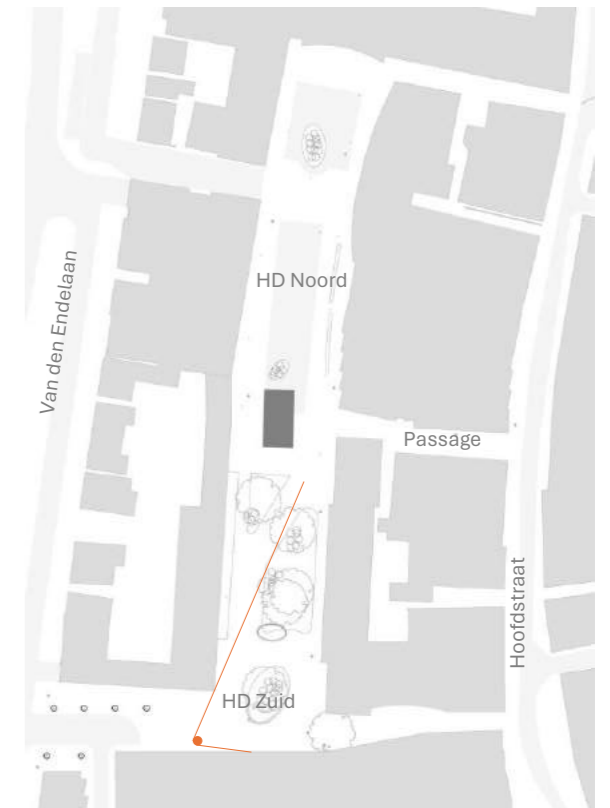 HD Noord
Van den Endelaan
Passage
Hoofdstraat
HD Zuid